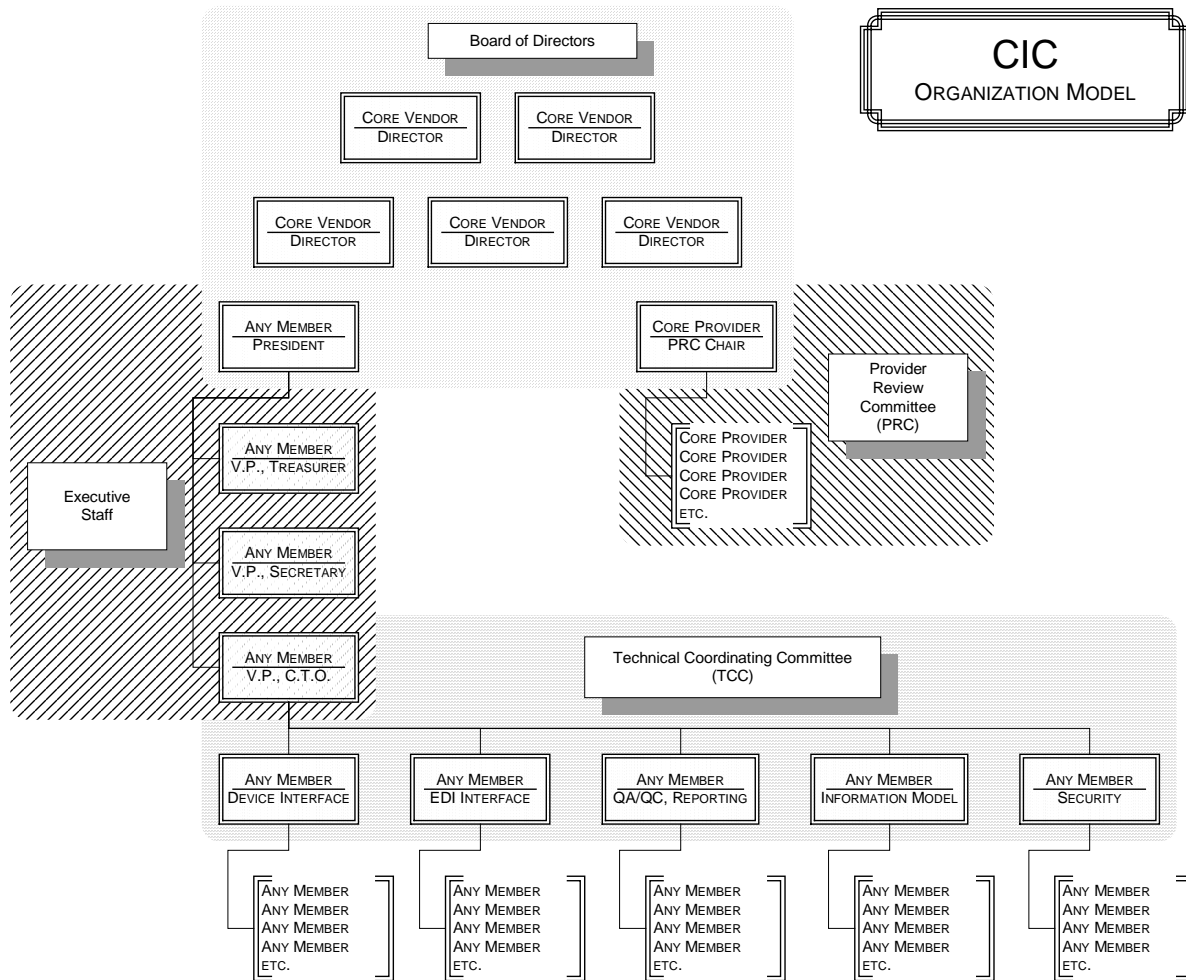 Board of Directors
CIC
ORGANIZATION MODEL
CORE VENDOR
DIRECTOR
CORE VENDOR
DIRECTOR
CORE VENDOR
DIRECTOR
CORE VENDOR
DIRECTOR
CORE VENDOR
DIRECTOR
ANY MEMBER
PRESIDENT
CORE PROVIDER
PRC CHAIR
Provider
Review
Committee
(PRC)
ANY MEMBER
V.P., TREASURER
CORE PROVIDER
CORE PROVIDER
CORE PROVIDER
CORE PROVIDER
ETC.
Executive
Staff
ANY MEMBER
V.P., SECRETARY
ANY MEMBER
V.P., C.T.O.
Technical Coordinating Committee
(TCC)
ANY MEMBER
DEVICE INTERFACE
ANY MEMBER
EDI INTERFACE
ANY MEMBER
QA/QC, REPORTING
ANY MEMBER
INFORMATION MODEL
ANY MEMBER
SECURITY
ANY MEMBER
ANY MEMBER
ANY MEMBER
ANY MEMBER
ETC.
ANY MEMBER
ANY MEMBER
ANY MEMBER
ANY MEMBER
ETC.
ANY MEMBER
ANY MEMBER
ANY MEMBER
ANY MEMBER
ETC.
ANY MEMBER
ANY MEMBER
ANY MEMBER
ANY MEMBER
ETC.
ANY MEMBER
ANY MEMBER
ANY MEMBER
ANY MEMBER
ETC.